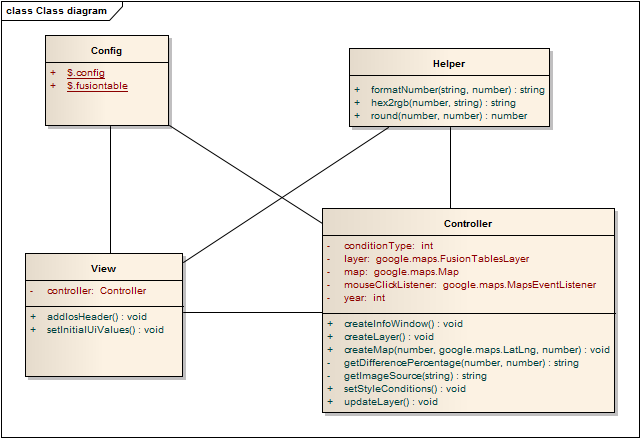 class Class diagram
Config
+ $.config
+ $.fusiontable
Helper
+ formatNumber(string, number) : string
+ hex2rgb(number, string) : string
+ round(number, number) : number
View
- controller: Controller
+ addIosHeader() : void
+ setInitialUiValues() : void
Controller
- conditionType: int
- layer: google.maps.FusionTablesLayer
- map: google.maps.Map
- mouseClickListener: google.maps.MapsEventListener
- year: int
+ createInfoWindow() : void
+ createLayer() : void
+ createMap(number, google.maps.LatLng, number) : void
- getDifferencePercentage(number, number) : string
- getImageSource(string) : string
+ setStyleConditions() : void
+ updateLayer() : void